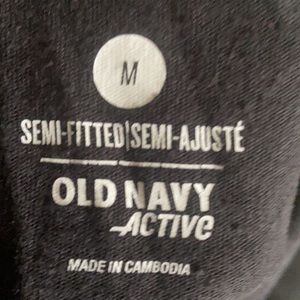 M
SEMI-FITTED|SEMI-AJUSTÉ
OLD NAVY
ACTIVE
MADE IN CAMBODIA